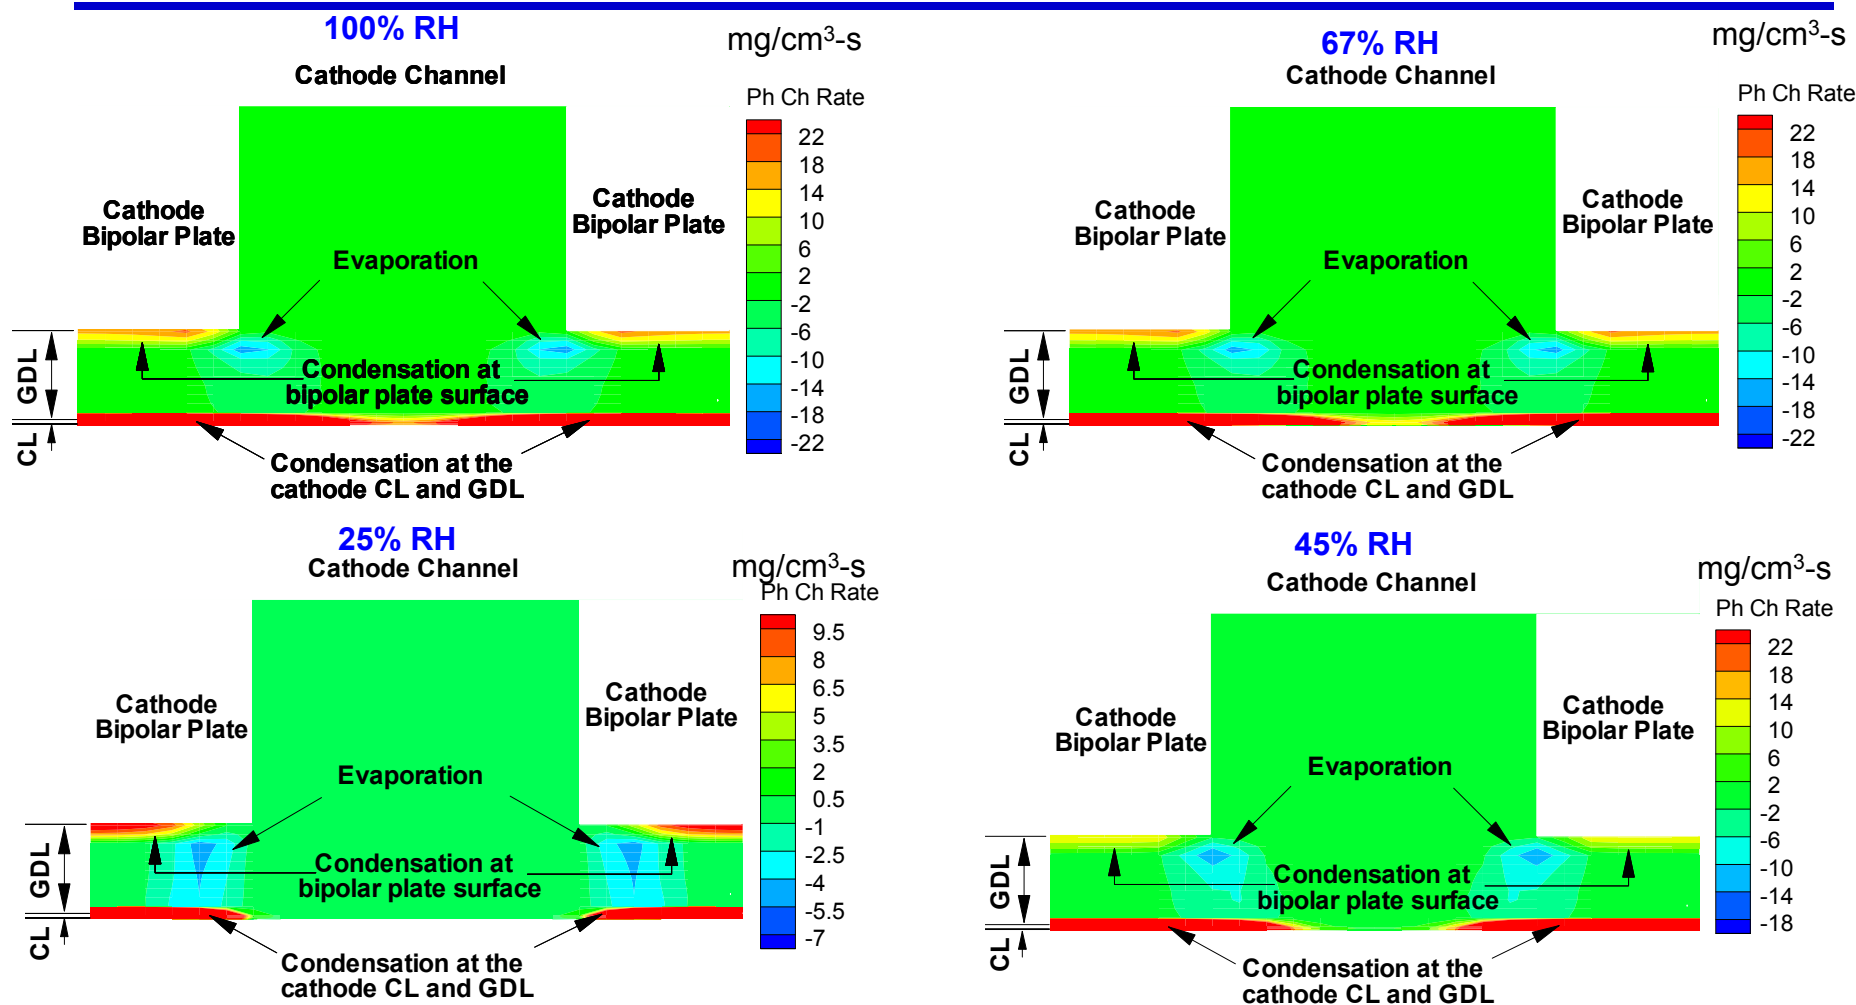 100% RH
mg/cm3-s
Cathode Channel
Ph Ch Rate
22
18
14
10
6
2
-2
-6
-10
-14
-18
-22
Cathode
Bipolar Plate
Cathode
Bipolar Plate
Evaporation
GDL
Condensation at
bipolar plate surface
CL
Condensation at the
cathode CL and GDL
67% RH
mg/cm3-s
Cathode Channel
Ph Ch Rate
22
18
14
10
6
2
-2
-6
-10
-14
-18
-22
Cathode
Bipolar Plate
Cathode
Bipolar Plate
Evaporation
GDL
Condensation at
bipolar plate surface
CL
Condensation at the
cathode CL and GDL
25% RH
Cathode Channel
mg/cm3-s
Ph Ch Rate
9.5
8
6.5
5
3.5
2
0.5
-1
-2.5
-4
-5.5
-7
Cathode
Bipolar Plate
Cathode
Bipolar Plate
Evaporation
GDL
Condensation at
bipolar plate surface
CL
Condensation at the
cathode CL and GDL
45% RH
mg/cm3-s
Cathode Channel
Ph Ch Rate
22
18
14
10
6
2
-2
-6
-10
-14
-18
Cathode
Bipolar Plate
Cathode
Bipolar Plate
Evaporation
GDL
Condensation at
bipolar plate surface
CL
Condensation at the
cathode CL and GDL